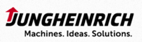 JUNGHEINRICH
Machines. Ideas. Solutions.